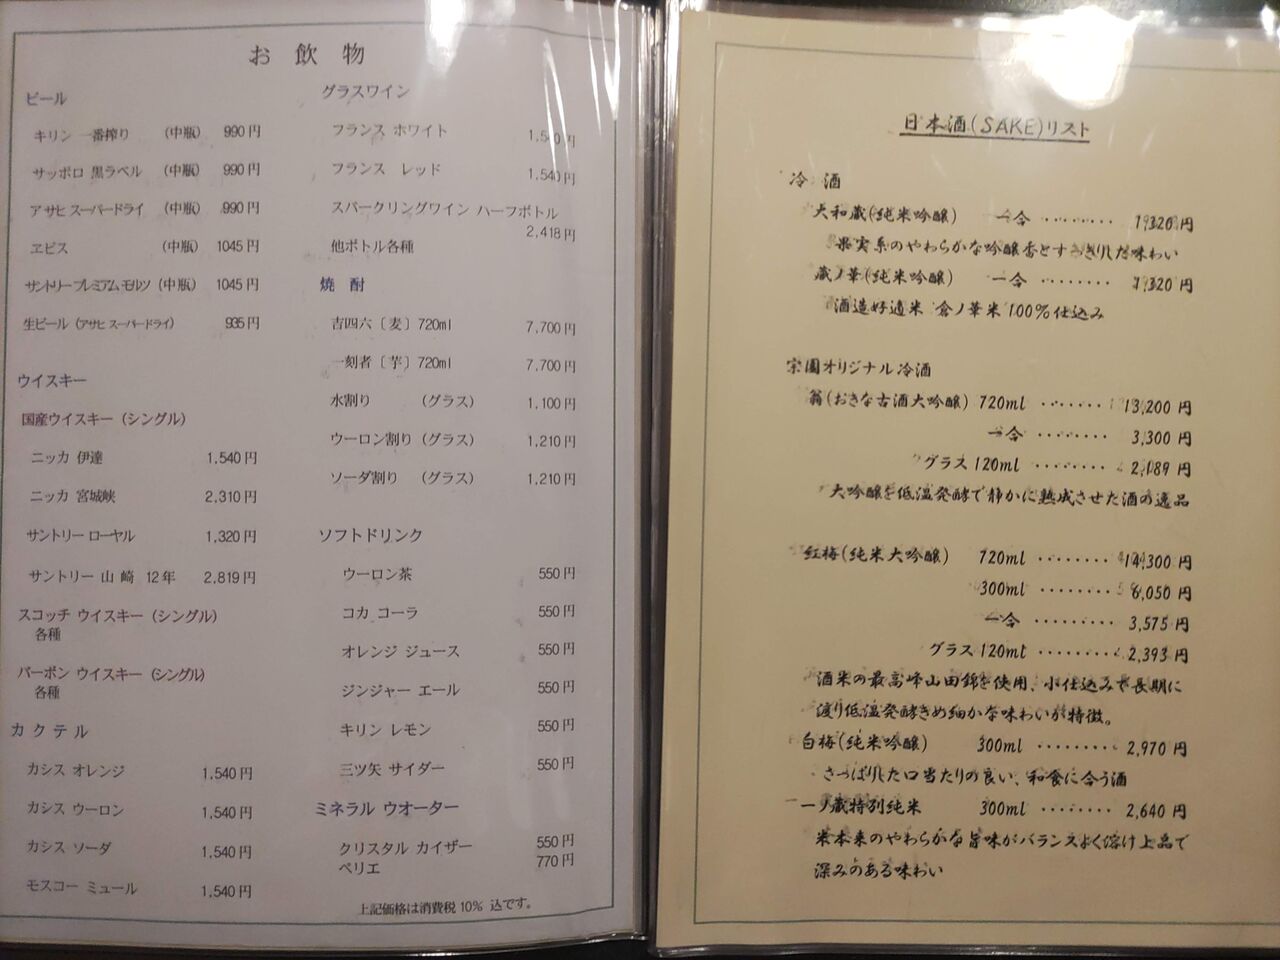 お 飲 物
ビール
キリン 一番搾り (中瓶) 990円
サッポロ 黒ラベル (中瓶) 990円
アサヒ スーパードライ (中瓶) 990円
ヱビス (中瓶) 1045円
サントリープレミアムモルツ (中瓶) 1045円
生ビール (アサヒ スーパードライ) 935円
ウイスキー
国産ウイスキー (シングル)
ニッカ 伊達 1,540円
ニッカ 宮城峡 2,310円
サントリー ローヤル 1,320円
サントリー 山 崎 12年 2,819円
スコッチ ウイスキー (シングル)
各種
バーボン ウイスキー (シングル)
各種
カクテル
カシス オレンジ 1,540円
カシス ウーロン 1,540円
カシス ソーダ 1,540円
モスコー ミュール 1,540円
グラスワイン
フランス ホワイト 1,540円
フランス レッド 1,540円
スパークリングワイン ハーフボトル
2,418円
他ボトル各種
焼 酎
吉四六〔麦〕720ml 7,700円
一刻者〔芋〕720ml 7,700円
水割り (グラス) 1,100円
ウーロン割り (グラス) 1,210円
ソーダ割り (グラス) 1,210円
ソフトドリンク
ウーロン茶 550円
コカ コーラ 550円
オレンジ ジュース 550円
ジンジャー エール 550円
キリン レモン 550円
三ツ矢 サイダー 550円
ミネラル ウオーター
クリスタル カイザー 550円
ペリエ 770円
上記価格は消費税10% 込です。
日本酒(SAKE)リスト
冷 酒
大和蔵(純米吟醸) 一合 ········ 1,320円
果実系のやわらかな吟醸香とすっきりした味わい
蔵ノ華(純米吟醸) 一合 ········ 1,320円
酒造好適米 倉ノ華米 100%仕込み
宗園オリジナル冷酒
翁(おきな古酒大吟醸) 720ml ······· 13,200円
一合 ········ 3,300円
グラス120ml ········ 2,189円
大吟醸を低温発酵で静かに熟成させた酒の逸品
紅梅(純米大吟醸) 720ml ········ 14,300円
300ml ········ 6,050円
一合 ········ 3,575円
グラス120ml ········ 2,393円
酒米の最高峰山田錦を使用、小仕込みで長期に
渡り低温発酵きめ細かな味わいが特徴。
白梅(純米吟醸) 300ml ········ 2,970円
さっぱりした口当たりの良い、和食に合う酒
一ノ蔵特別純米 300ml ········ 2,640円
米本来のやわらかな旨味がバランスよく溶け上品で
深みのある味わい